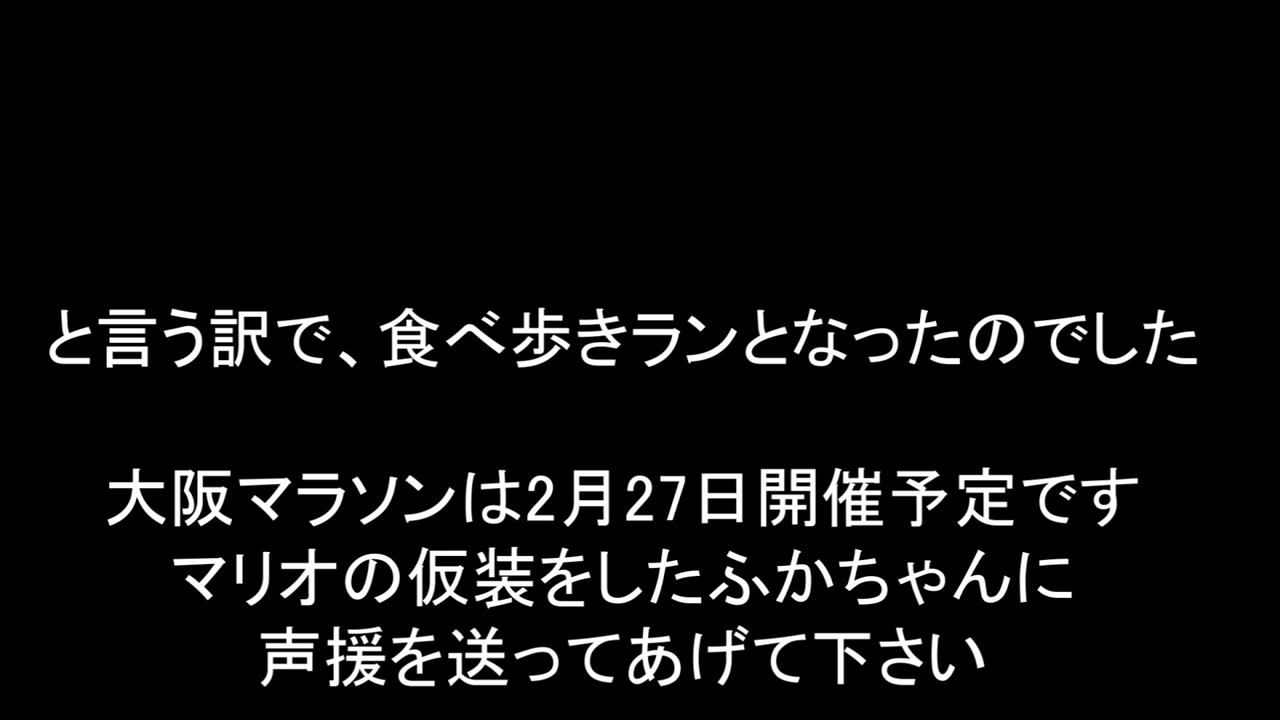 と言う訳で、食べ歩きランとなったのでした
大阪マラソンは2月27日開催予定です
マリオの仮装をしたふかちゃんに
声援を送ってあげて下さい